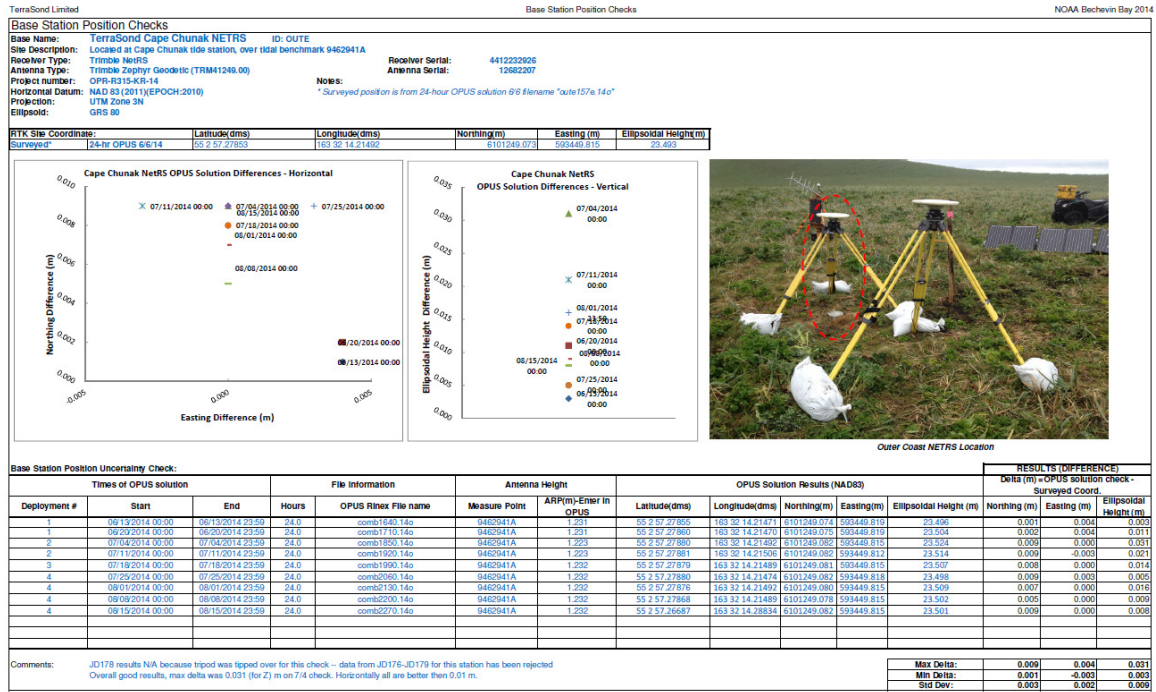 TerraSond Limited Base Station Position Checks NOAA Bechevin Bay 2014
Base Station Position Checks
Base Name: TerraSond Cape Chunak NETRS ID: OUTE
Site Description: Located at Cape Chunak tide station, over tidal benchmark 9462941A
Receiver Type: Trimble NetRS Receiver Serial: 4412232926
Antenna Type: Trimble Zephyr Geodetic (TRM41249.00) Antenna Serial: 12682207
Project number: OPR-R315-KR-14 Notes:
Horizontal Datum: NAD 83 (2011)(EPOCH:2010) * Surveyed position is from 24-hour OPUS solution 6/6 filename "oute157e.14o"
Projection: UTM Zone 3N
Ellipsoid: GRS 80
RTK Site Coordinate: Latitude(dms) Longitude(dms) Northing(m) Easting (m) Ellipsoidal Height(m)
Surveyed* 24-hr OPUS 6/6/14 55 2 57.27853 163 32 14.21492 6101249.073 593449.815 23.493
Cape Chunak NetRS OPUS Solution Differences - Horizontal
0.010
0.008
0.006
0.004
0.002
0.000
Northing Difference (m)
07/11/2014 00:00
07/04/2014 00:00
07/25/2014 00:00
08/15/2014 00:00
07/18/2014 00:00
08/01/2014 00:00
08/08/2014 00:00
06/20/2014 00:00
06/13/2014 00:00
-0.005 0.000 0.005
Easting Difference (m)
Cape Chunak NetRS
OPUS Solution Differences - Vertical
0.035
0.030
0.025
0.020
0.015
0.010
0.005
0.000
Ellipsoidal Height Difference (m)
07/04/2014
00:00
07/11/2014
00:00
08/01/2014
07/18/2014
00:00
06/20/2014
08/08/2014
00:00
08/15/2014
00:00
07/25/2014
06/13/2014
00:00
Outer Coast NETRS Location
Base Station Position Uncertainty Check: RESULTS (DIFFERENCE)
Times of OPUS solution File Information Antenna Height OPUS Solution Results (NAD83) Delta (m) =OPUS solution check - Surveyed Coord.
Deployment # Start End Hours OPUS Rinex File name Measure Point ARP(m)-Enter in OPUS Latitude(dms) Longitude(dms) Northing(m) Easting(m) Ellipsoidal Height (m) Northing (m) Easting (m) Ellipsoidal Height (m)
1 06/13/2014 00:00 06/13/2014 23:59 24.0 comb1640.14o 9462941A 1.231 55 2 57.27855 163 32 14.21471 6101249.074 593449.819 23.496 0.001 0.004 0.003
1 06/20/2014 00:00 06/20/2014 23:59 24.0 comb1710.14o 9462941A 1.231 55 2 57.27860 163 32 14.21470 6101249.075 593449.819 23.504 0.002 0.004 0.011
2 07/04/2014 00:00 07/04/2014 23:59 24.0 comb1850.14o 9462941A 1.223 55 2 57.27880 163 32 14.21492 6101249.082 593449.815 23.524 0.009 0.000 0.031
2 07/11/2014 00:00 07/11/2014 23:59 24.0 comb1920.14o 9462941A 1.223 55 2 57.27881 163 32 14.21506 6101249.082 593449.812 23.514 0.009 -0.003 0.021
3 07/18/2014 00:00 07/18/2014 23:59 24.0 comb1990.14o 9462941A 1.232 55 2 57.27879 163 32 14.21489 6101249.081 593449.815 23.507 0.008 0.000 0.014
4 07/25/2014 00:00 07/25/2014 23:59 24.0 comb2060.14o 9462941A 1.232 55 2 57.27880 163 32 14.21474 6101249.082 593449.818 23.498 0.009 0.003 0.005
4 08/01/2014 00:00 08/01/2014 23:59 24.0 comb2130.14o 9462941A 1.232 55 2 57.27876 163 32 14.21492 6101249.080 593449.815 23.509 0.007 0.000 0.016
4 08/08/2014 00:00 08/08/2014 23:59 24.0 comb2200.14o 9462941A 1.232 55 2 57.27868 163 32 14.21489 6101249.078 593449.815 23.502 0.005 0.000 0.009
4 08/15/2014 00:00 08/15/2014 23:59 24.0 comb2270.14o 9462941A 1.232 55 2 57.26687 163 32 14.28834 6101249.082 593449.815 23.501 0.009 0.000 0.008
Comments: JD178 results N/A because tripod was tipped over for this check -- data from JD176-JD179 for this station has been rejected
Overall good results, max delta was 0.031 (for Z) m on 7/4 check. Horizontally all are better then 0.01 m.
Max Delta: 0.009 0.004 0.031
Min Delta: 0.001 -0.003 0.003
Std Dev: 0.003 0.002 0.009